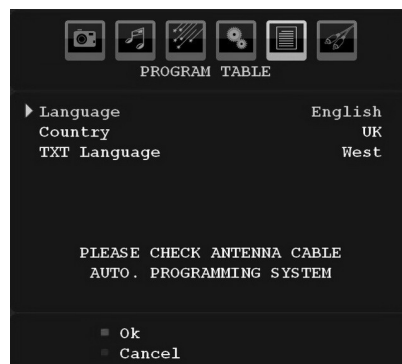 PROGRAM TABLE
Language English
Country UK
TXT Language West
PLEASE CHECK ANTENNA CABLE
AUTO. PROGRAMMING SYSTEM
Ok
Cancel